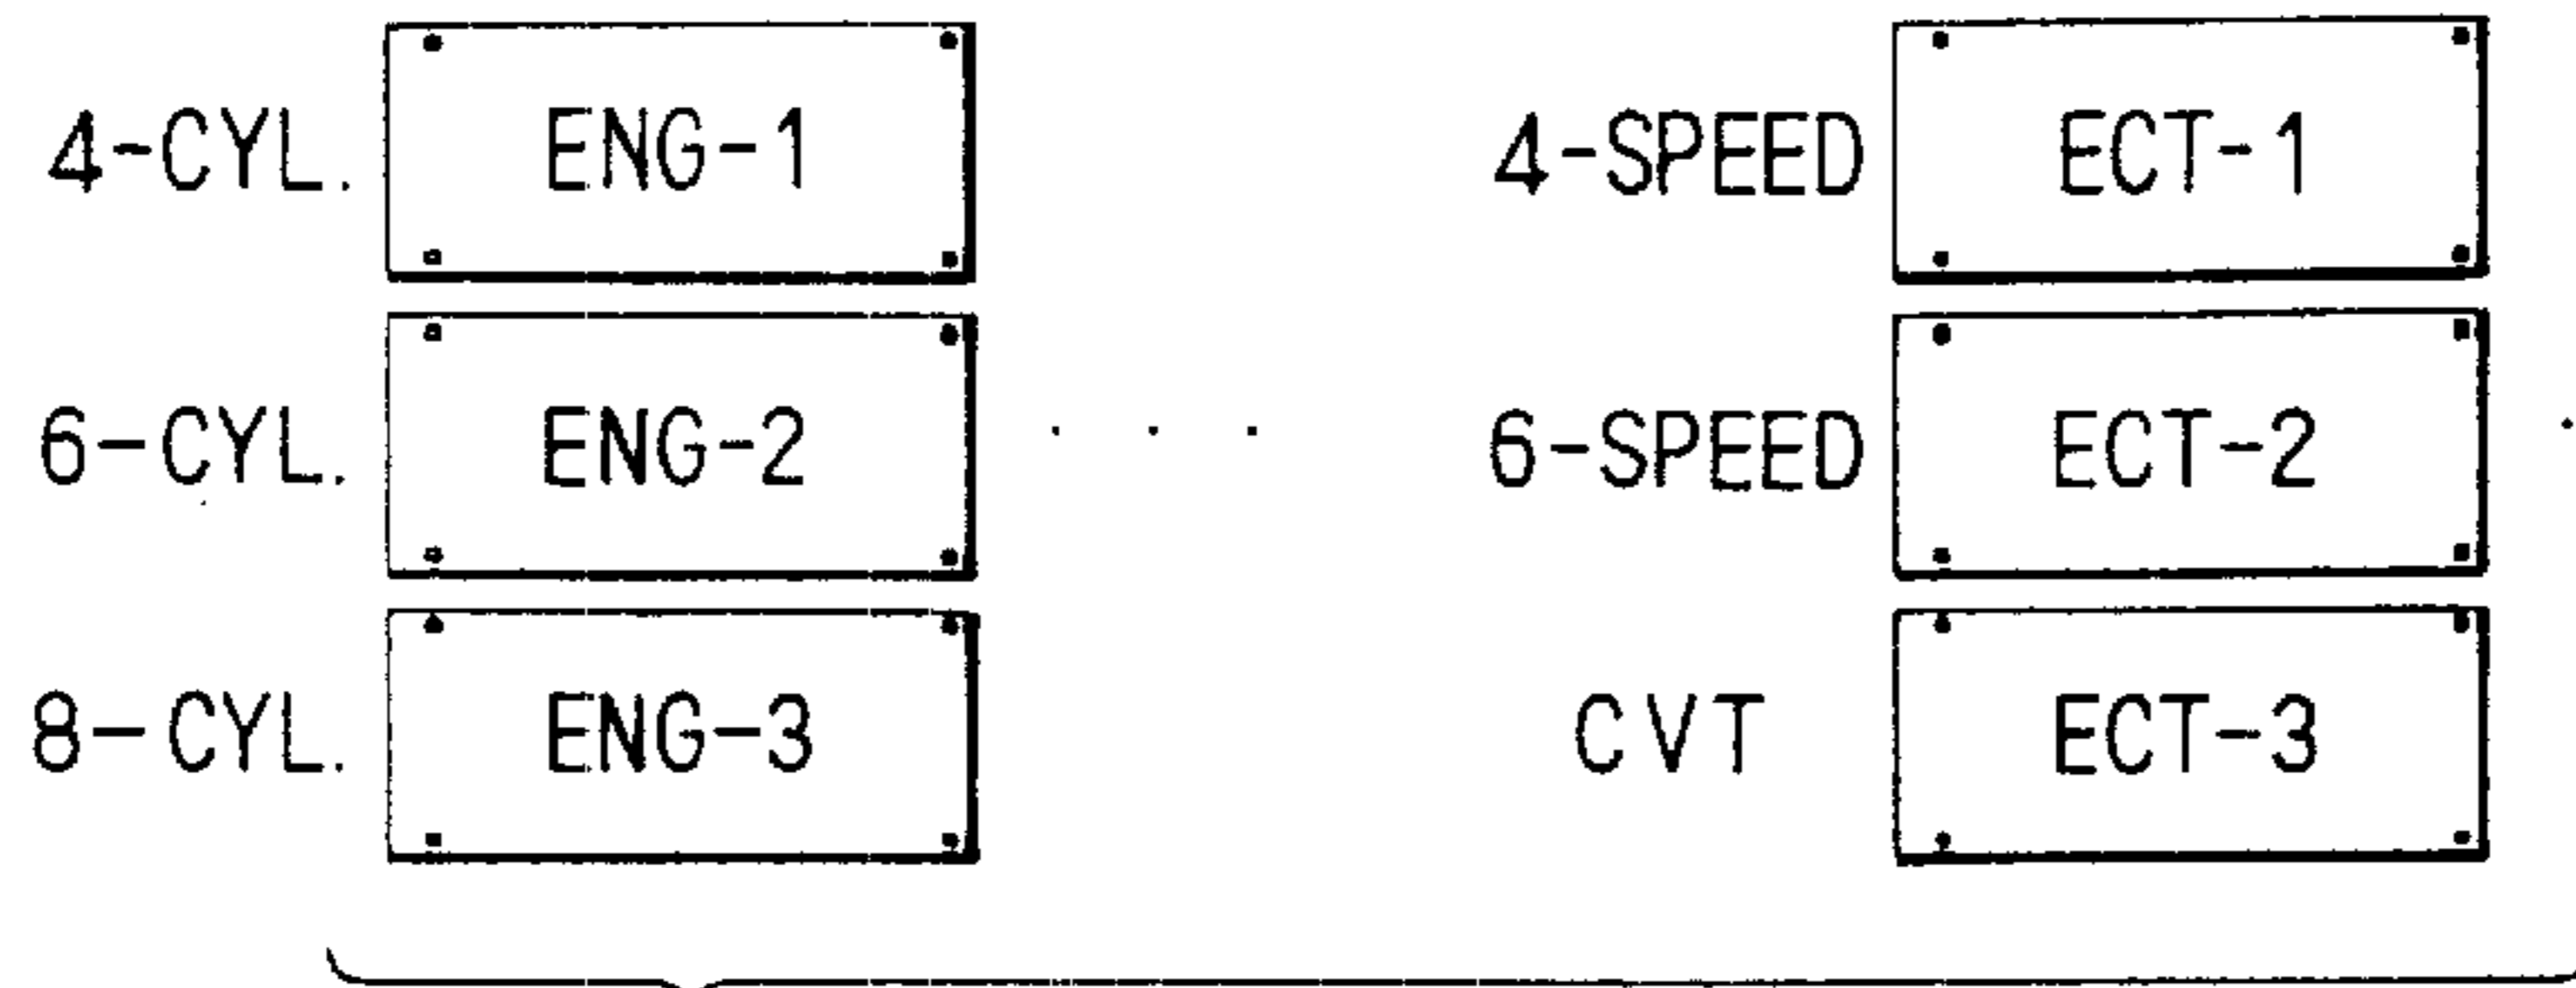 4-CYL. ENG-1 4-SPEED ECT-1
6-CYL. ENG-2 . . . 6-SPEED ECT-2 .
8-CYL. ENG-3 CVT ECT-3